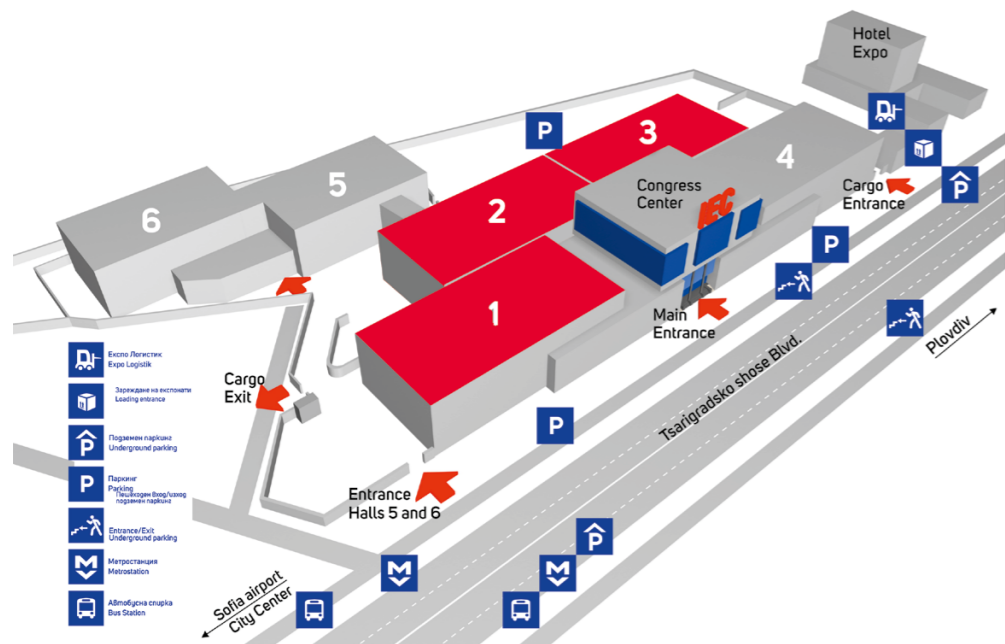 Hotel
Expo
P
3
4
5
6
Congress
Center
IEC
2
Cargo
Entrance
P
P
1
Main
Entrance
Plovdiv
Tsarigradsko shose Blvd.
Експо Логистик
Expo Logistik
Зареждане на експонати
Loading entrance
P
Подземен паркинг
Underground parking
P
Паркинг
Parking
Пешеходен Вход/изход
подземен паркинг
Entrance/Exit
Underground parking
M
Метростанция
Metrostation
Автобусна спирка
Bus Station
Cargo
Exit
P
Entrance
Halls 5 and 6
P
M
M
Sofia airport
City Center